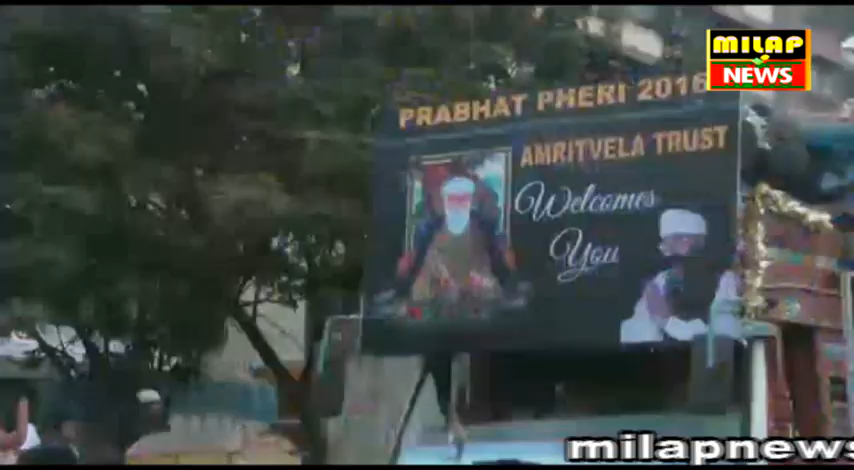 MILAP
NEWS
PRABHAT PHERI 2016
AMRITVELA TRUST
Welcomes
You
milapnews